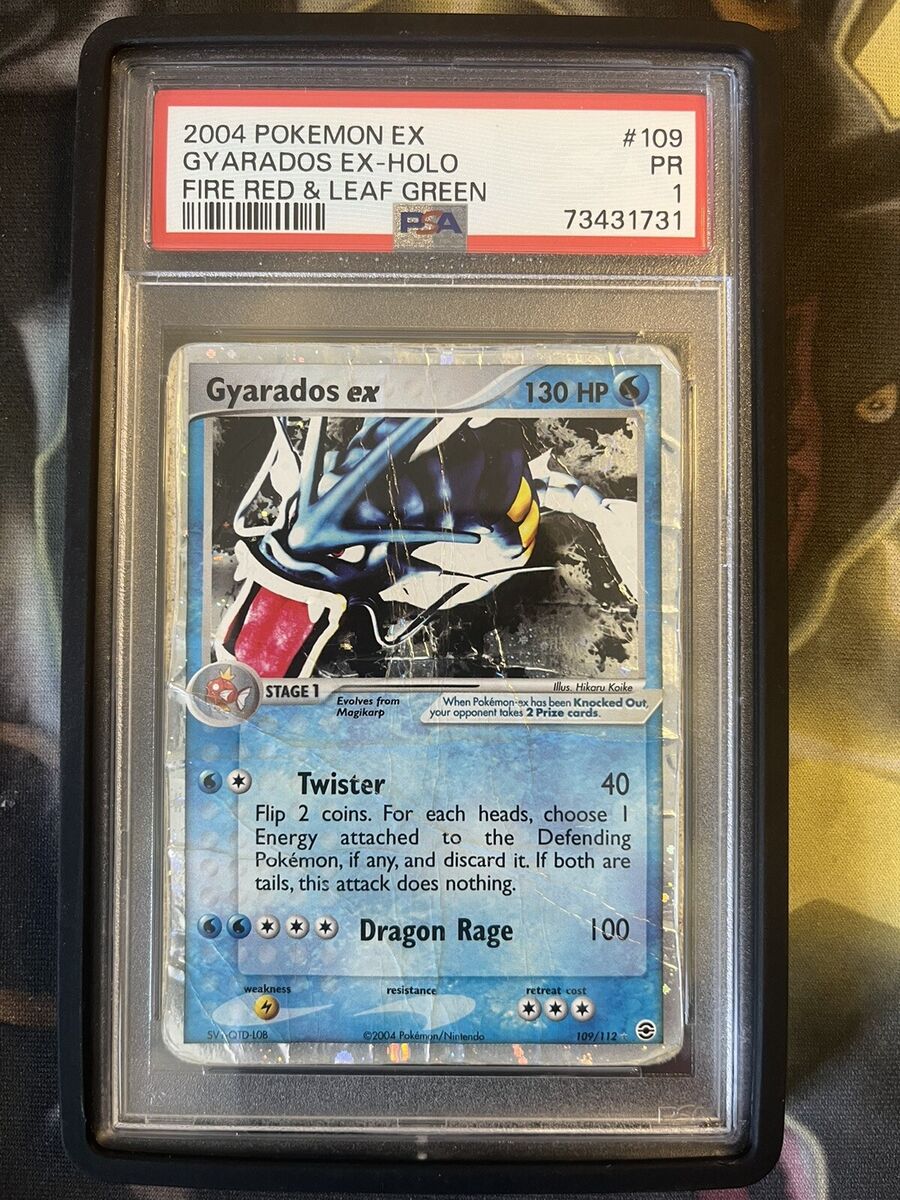 2004 POKEMON EX #109
GYARADOS EX-HOLO PR
FIRE RED & LEAF GREEN 1
PSA 73431731
Gyarados ex 130 HP
Illus. Hikaru Koike
STAGE 1
Evolves from
Magikarp
When Pokémon-ex has been Knocked Out,
your opponent takes 2 Prize cards.
Twister 40
Flip 2 coins. For each heads, choose 1
Energy attached to the Defending
Pokémon, if any, and discard it. If both are
tails, this attack does nothing.
Dragon Rage 100
weakness resistance retreat cost
©2004 Pokémon/Nintendo 109/112